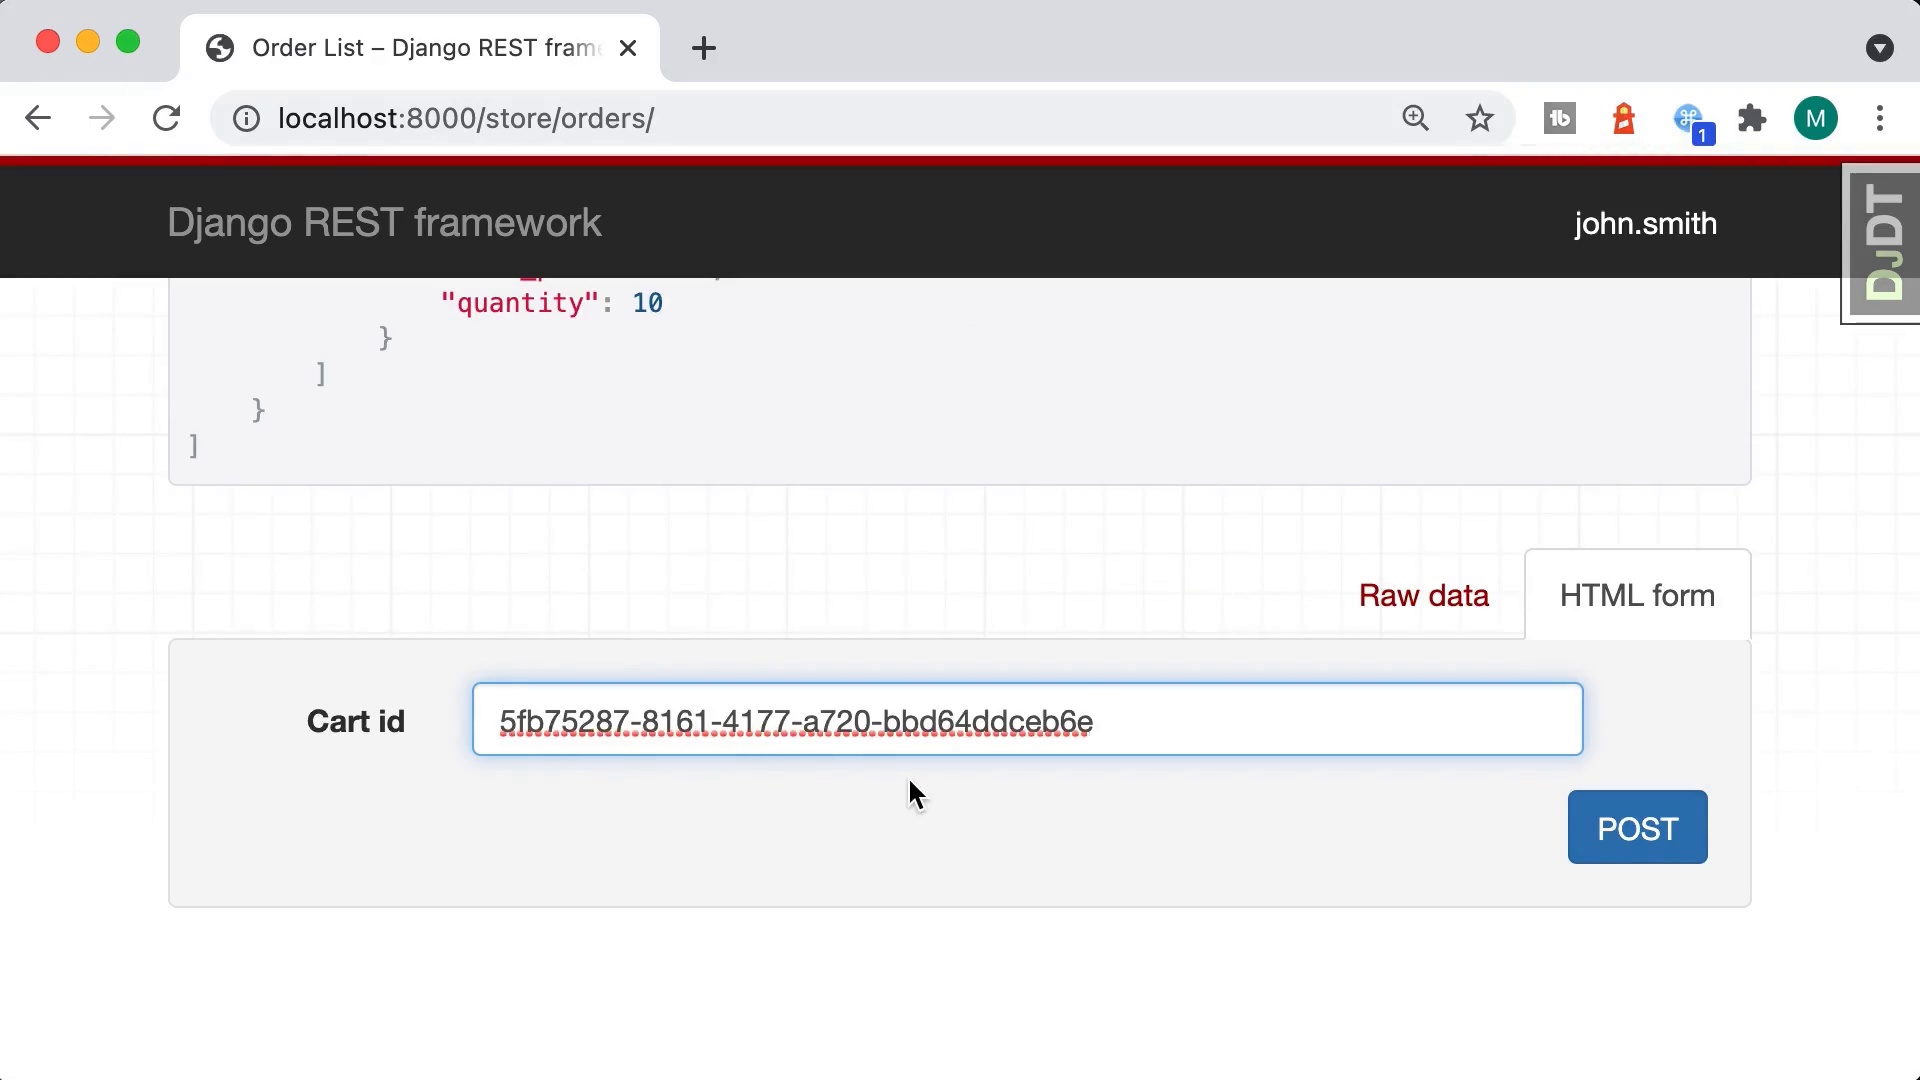 Order List – Django REST fram
localhost:8000/store/orders/
1
M
Django REST framework
john.smith
DJDT
"quantity": 10
}
]
}
]
Raw data
HTML form
Cart id
5fb75287-8161-4177-a720-bbd64ddceb6e
POST